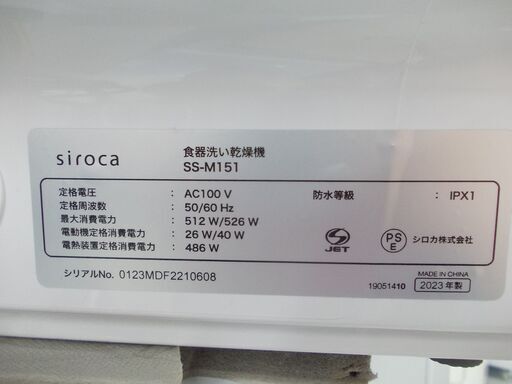 siroca
食器洗い乾燥機
SS-M151
定格電圧 : AC100 V
定格周波数 : 50/60 Hz
最大消費電力 : 512 W/526 W
電動機定格消費電力 : 26 W/40 W
電熱装置定格消費電力 : 486 W
防水等級 : IPX1
S JET
PS E
シロカ株式会社
シリアルNo. 0123MDF2210608
19051410
MADE IN CHINA
2023 年製